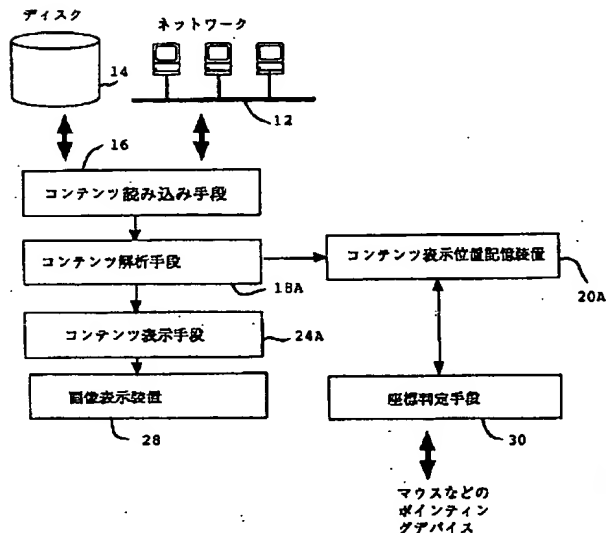 ディスク
ネットワーク
14
12
16
コンテンツ読み込み手段
コンテンツ解析手段
コンテンツ表示位置記憶装置
18A
20A
コンテンツ表示手段
24A
画像表示装置
座標判定手段
28
30
マウスなどの
ポインティン
グデバイス